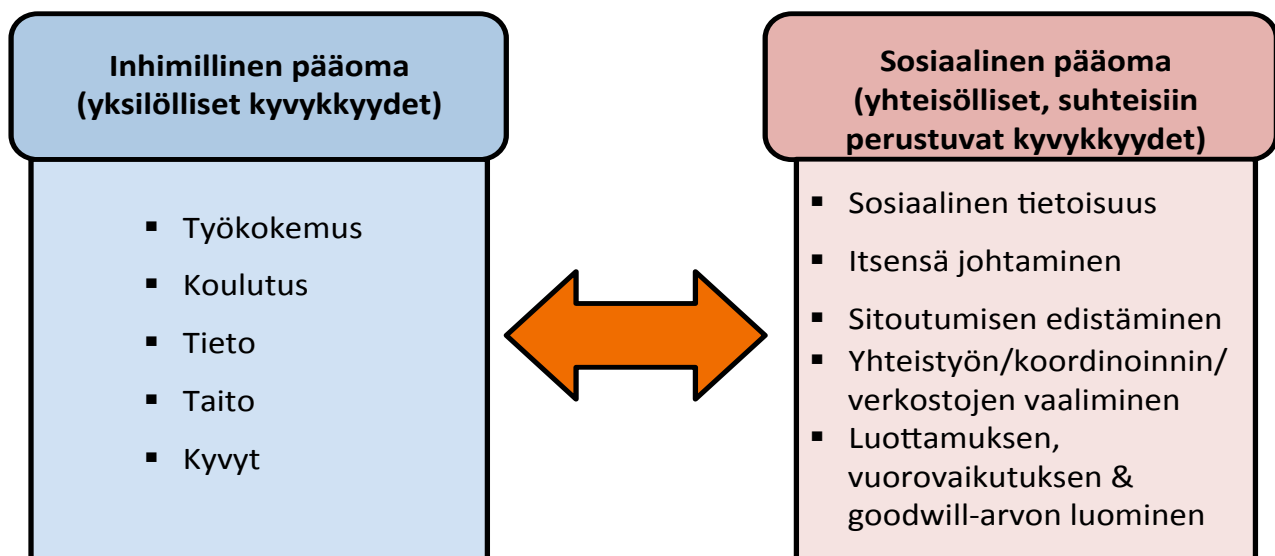 Inhimillinen pääoma
(yksilölliset kyvykkyydet)
▪ Työkokemus
▪ Koulutus
▪ Tieto
▪ Taito
▪ Kyvyt
Sosiaalinen pääoma
(yhteisölliset, suhteisiin
perustuvat kyvykkyydet)
▪ Sosiaalinen tietoisuus
▪ Itsensä johtaminen
▪ Sitoutumisen edistäminen
▪ Yhteistyön/koordinoinnin/
verkostojen vaaliminen
▪ Luottamuksen,
vuorovaikutuksen &
goodwill-arvon luominen